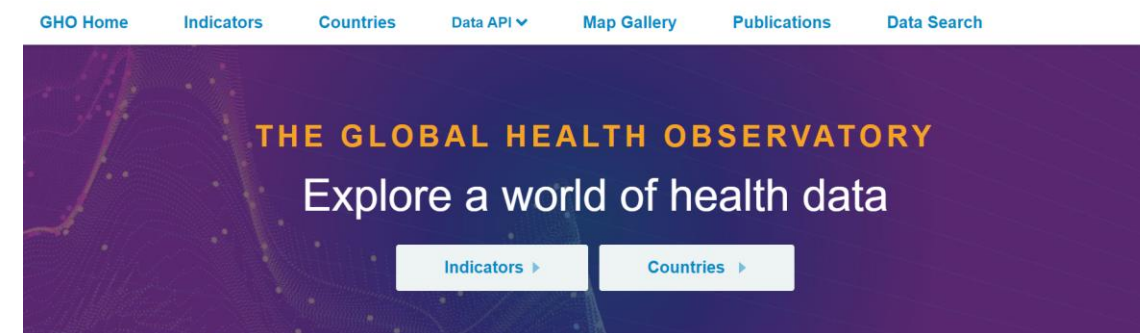 GHO Home Indicators Countries Data API Map Gallery Publications Data Search
THE GLOBAL HEALTH OBSERVATORY
Explore a world of health data
Indicators Countries